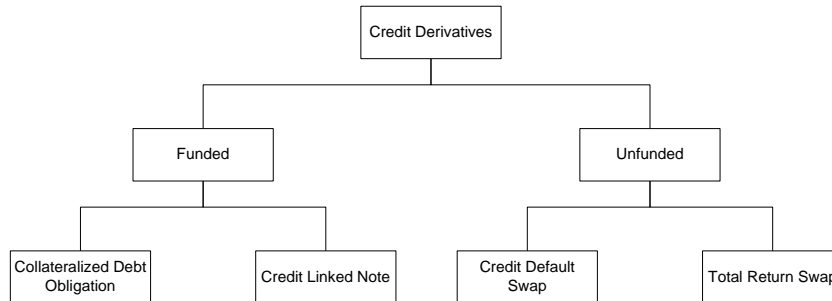 Credit Derivatives
Funded
Unfunded
Collateralized Debt
Obligation
Credit Linked Note
Credit Default
Swap
Total Return Swap